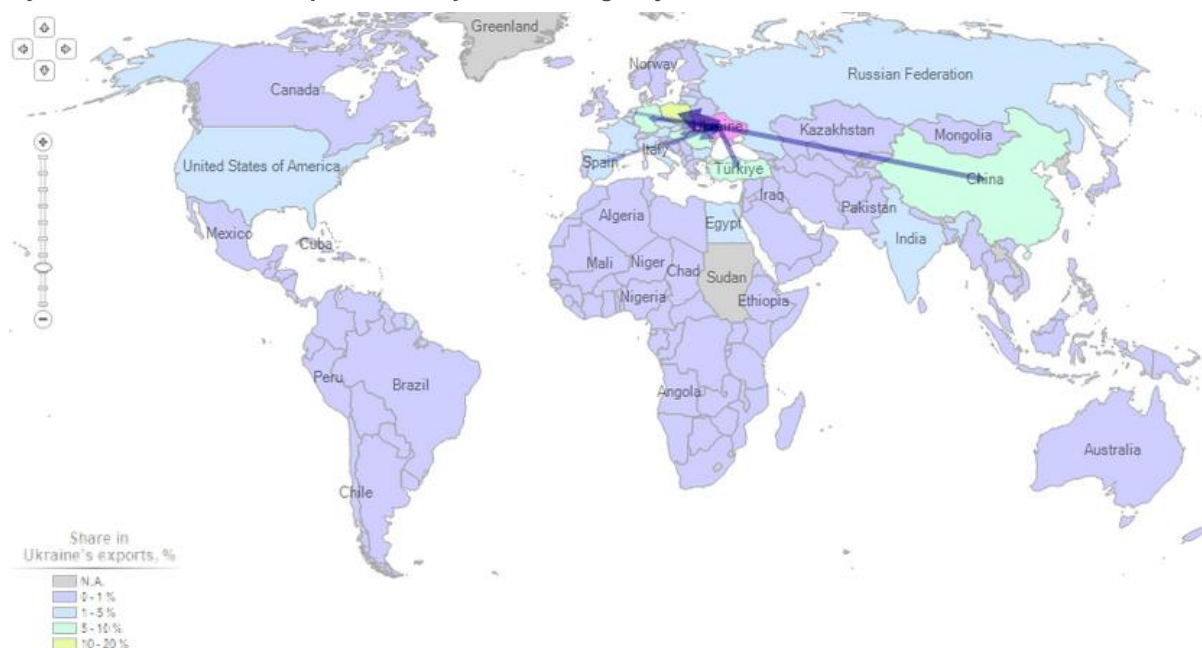 Greenland
Norway
Russian Federation
Canada
Ukraine
Kazakhstan
Mongolia
United States of America
Spain
Italy
Türkiye
China
Iraq
Pakistan
Algeria
Egypt
India
Mexico
Cuba
Mali
Niger
Chad
Sudan
Nigeria
Ethiopia
Peru
Brazil
Angola
Australia
Chile
Share in
Ukraine's exports, %
N.A.
0 - 1 %
1 - 5 %
5 - 10 %
10 - 20 %